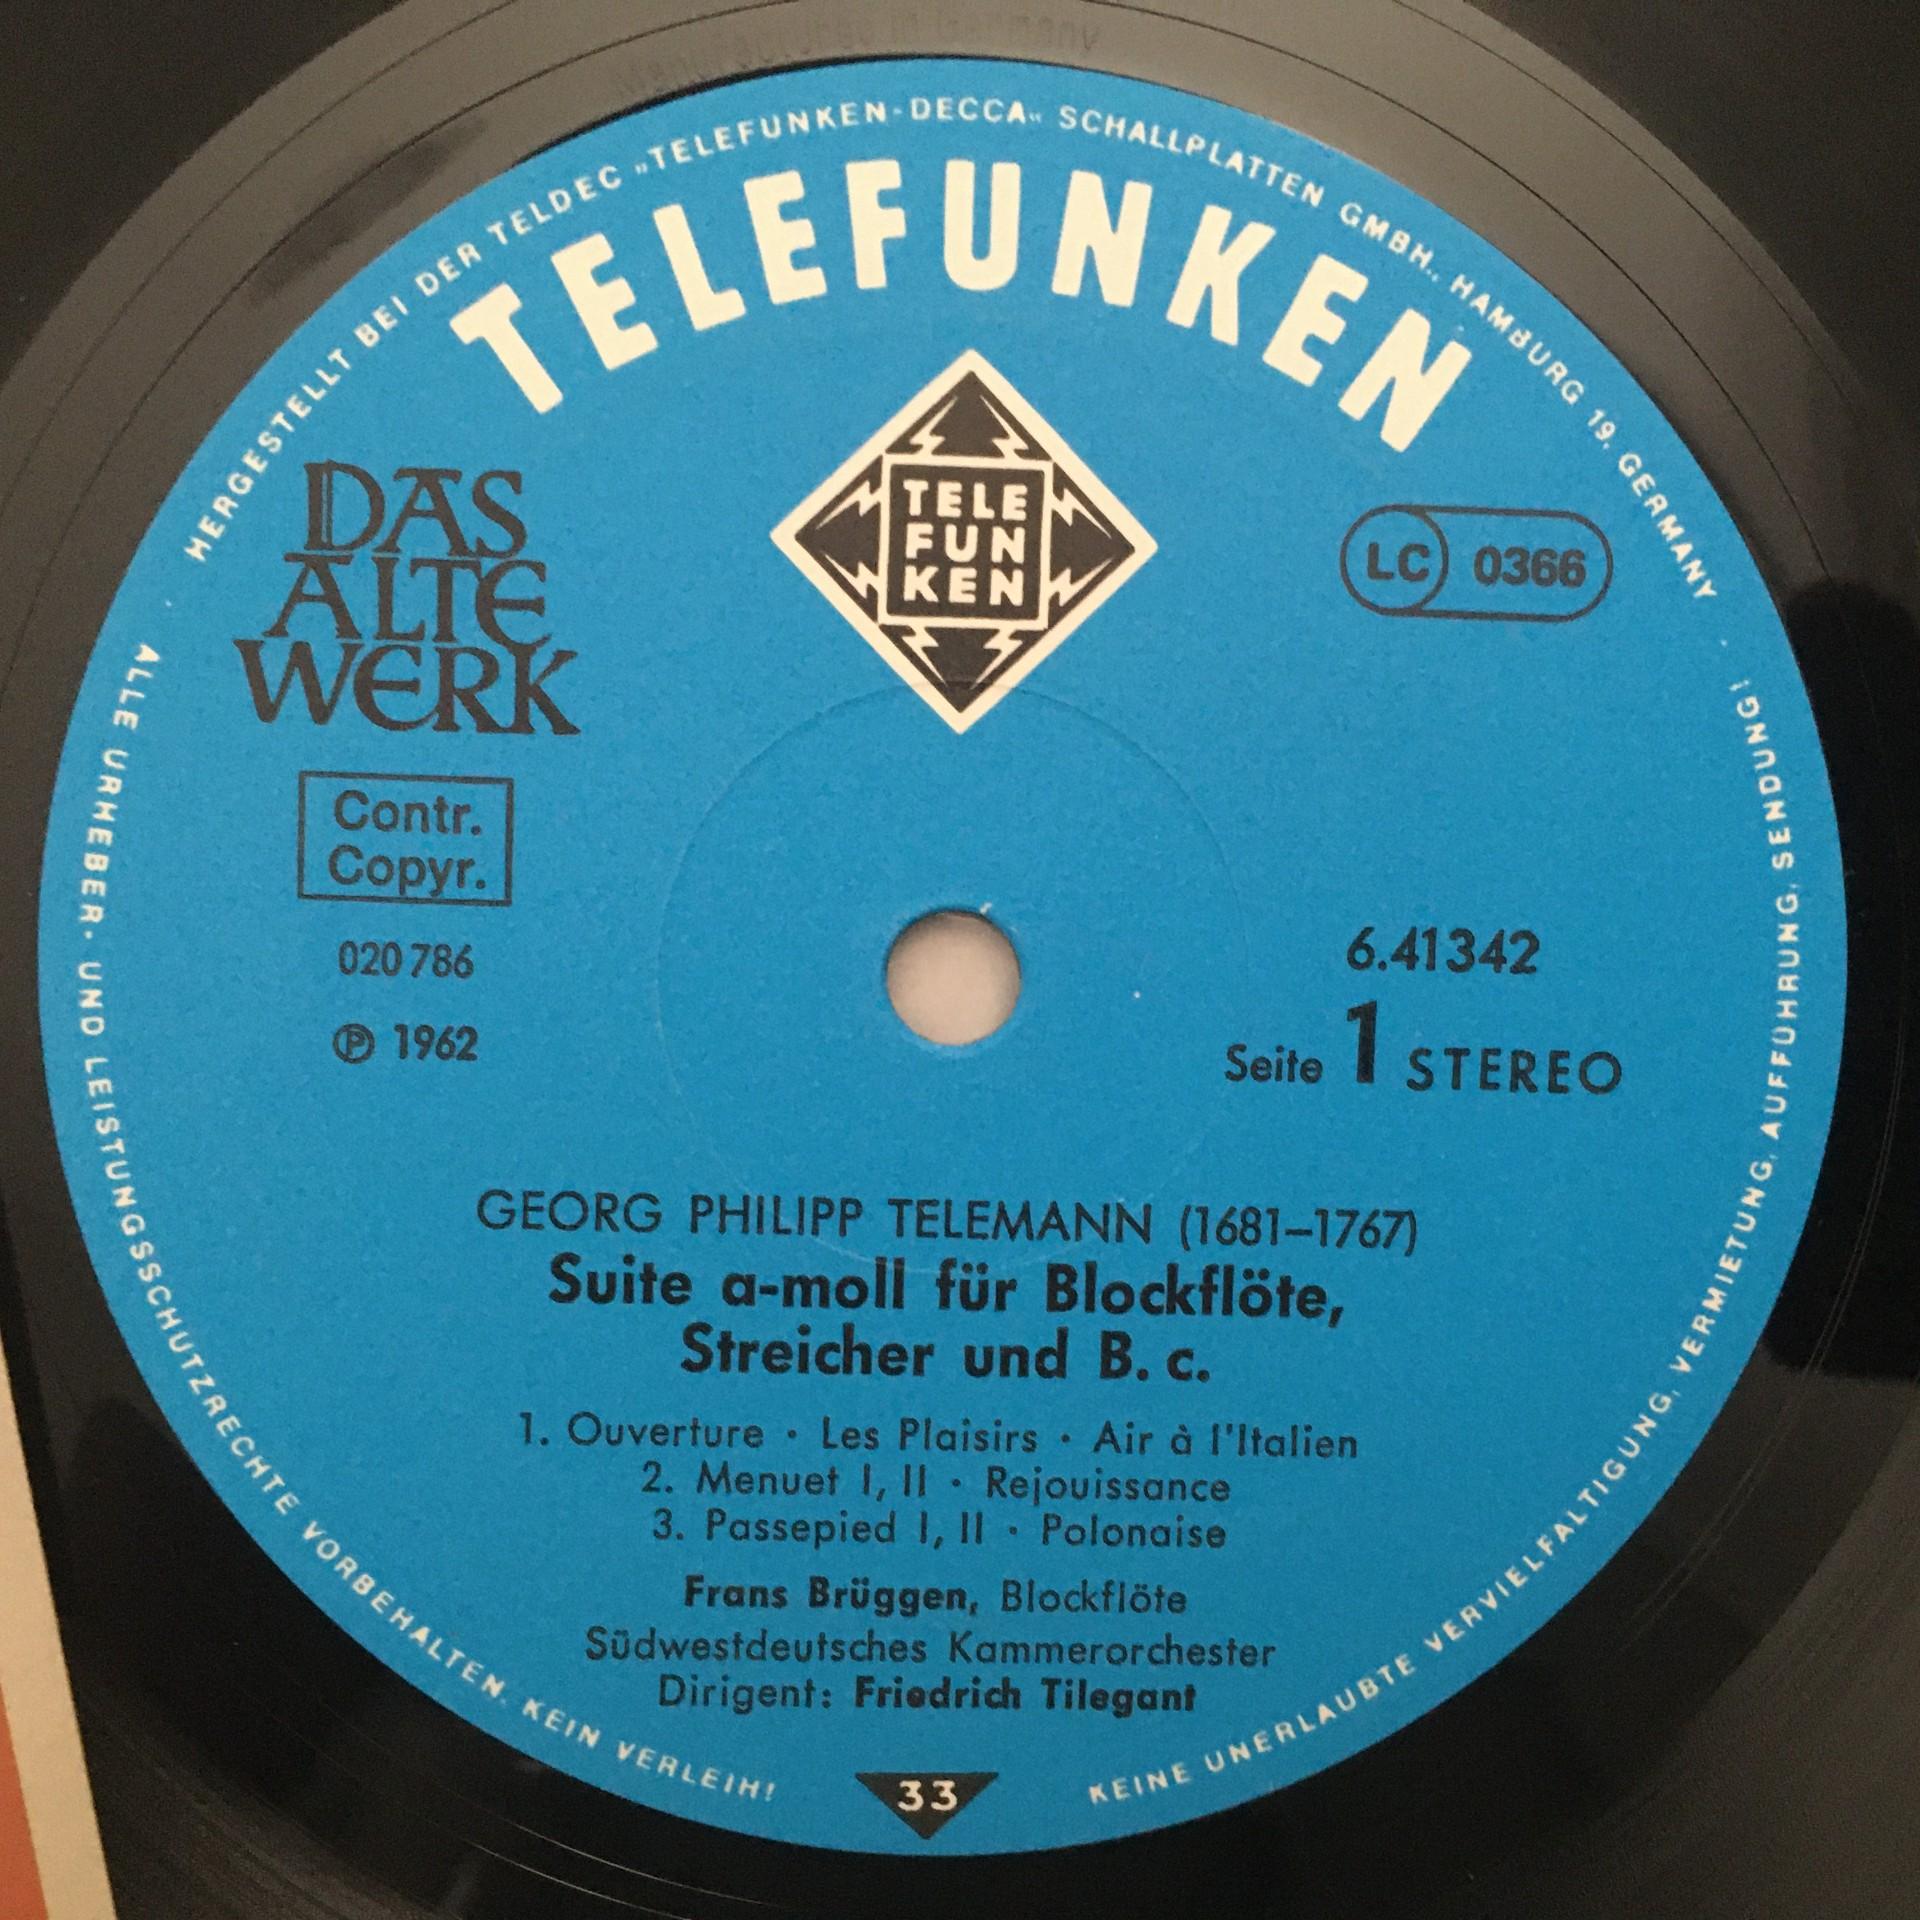 HERGESTELLT BEI DER TELDEC „TELEFUNKEN-DECCA“ SCHALLPLATTEN GMBH., HAMBURG 19, GERMANY
TELEFUNKEN
TELE
FUN
KEN
DAS
ALTE
WERK
LC 0366
Contr.
Copyr.
020 786
℗ 1962
6.41342
Seite 1 STEREO
GEORG PHILIPP TELEMANN (1681–1767)
Suite a-moll für Blockflöte,
Streicher und B. c.
1. Ouverture · Les Plaisirs · Air à l'Italien
2. Menuet I, II · Rejouissance
3. Passepied I, II · Polonaise
Frans Brüggen, Blockflöte
Südwestdeutsches Kammerorchester
Dirigent: Friedrich Tilegant
33
ALLE URHEBER- UND LEISTUNGSSCHUTZRECHTE VORBEHALTEN. KEIN VERLEIH!
KEINE UNERLAUBTE VERVIELFÄLTIGUNG, VERMIETUNG, AUFFÜHRUNG, SENDUNG!